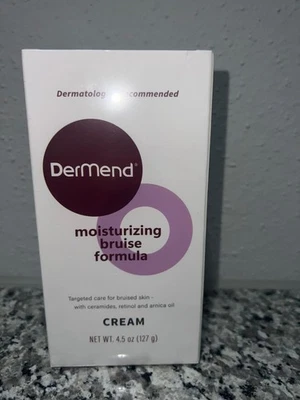 Dermatologist recommended
DerMend®
moisturizing
bruise
formula
Targeted care for bruised skin -
with ceramides, retinol and arnica oil
CREAM
NET WT. 4.5 oz (127 g)